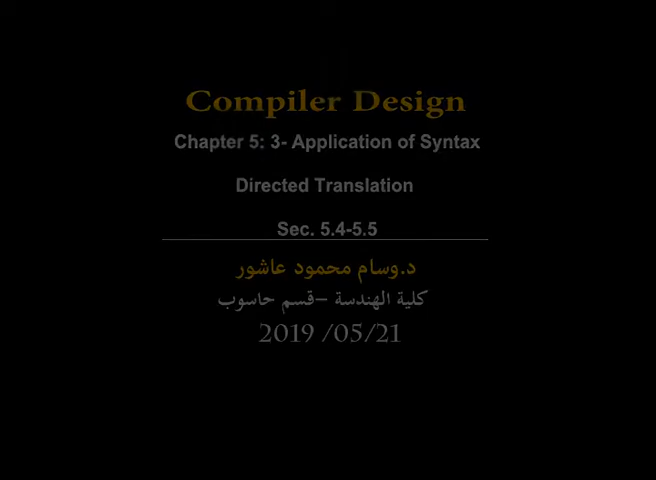 Compiler Design
Chapter 5: 3- Application of Syntax
Directed Translation
Sec. 5.4-5.5
د.وسام محمود عاشور
كلية الهندسة –قسم حاسوب
2019 /05/21